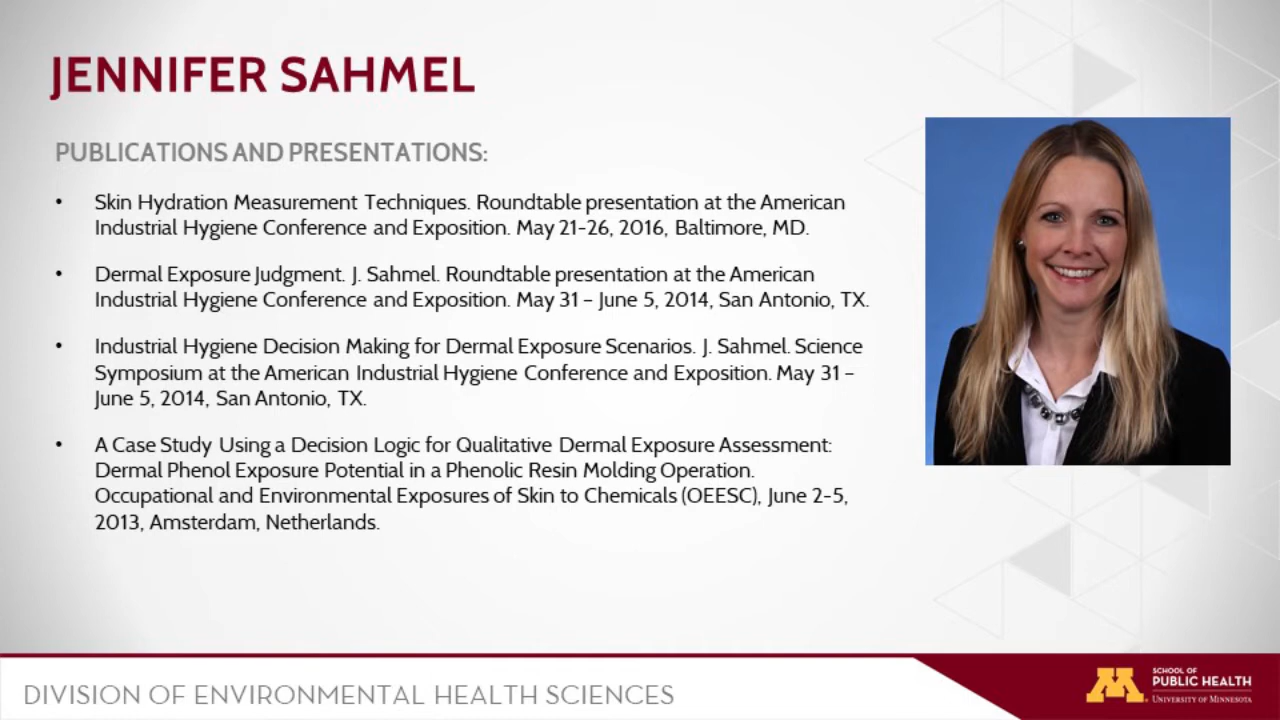 JENNIFER SAHMEL
PUBLICATIONS AND PRESENTATIONS:
• Skin Hydration Measurement Techniques. Roundtable presentation at the American
Industrial Hygiene Conference and Exposition. May 21-26, 2016, Baltimore, MD.
• Dermal Exposure Judgment. J. Sahmel. Roundtable presentation at the American
Industrial Hygiene Conference and Exposition. May 31 – June 5, 2014, San Antonio, TX.
• Industrial Hygiene Decision Making for Dermal Exposure Scenarios. J. Sahmel. Science
Symposium at the American Industrial Hygiene Conference and Exposition. May 31 –
June 5, 2014, San Antonio, TX.
• A Case Study Using a Decision Logic for Qualitative Dermal Exposure Assessment:
Dermal Phenol Exposure Potential in a Phenolic Resin Molding Operation.
Occupational and Environmental Exposures of Skin to Chemicals (OEESC), June 2-5,
2013, Amsterdam, Netherlands.
DIVISION OF ENVIRONMENTAL HEALTH SCIENCES
M
SCHOOL OF
PUBLIC HEALTH
UNIVERSITY OF MINNESOTA